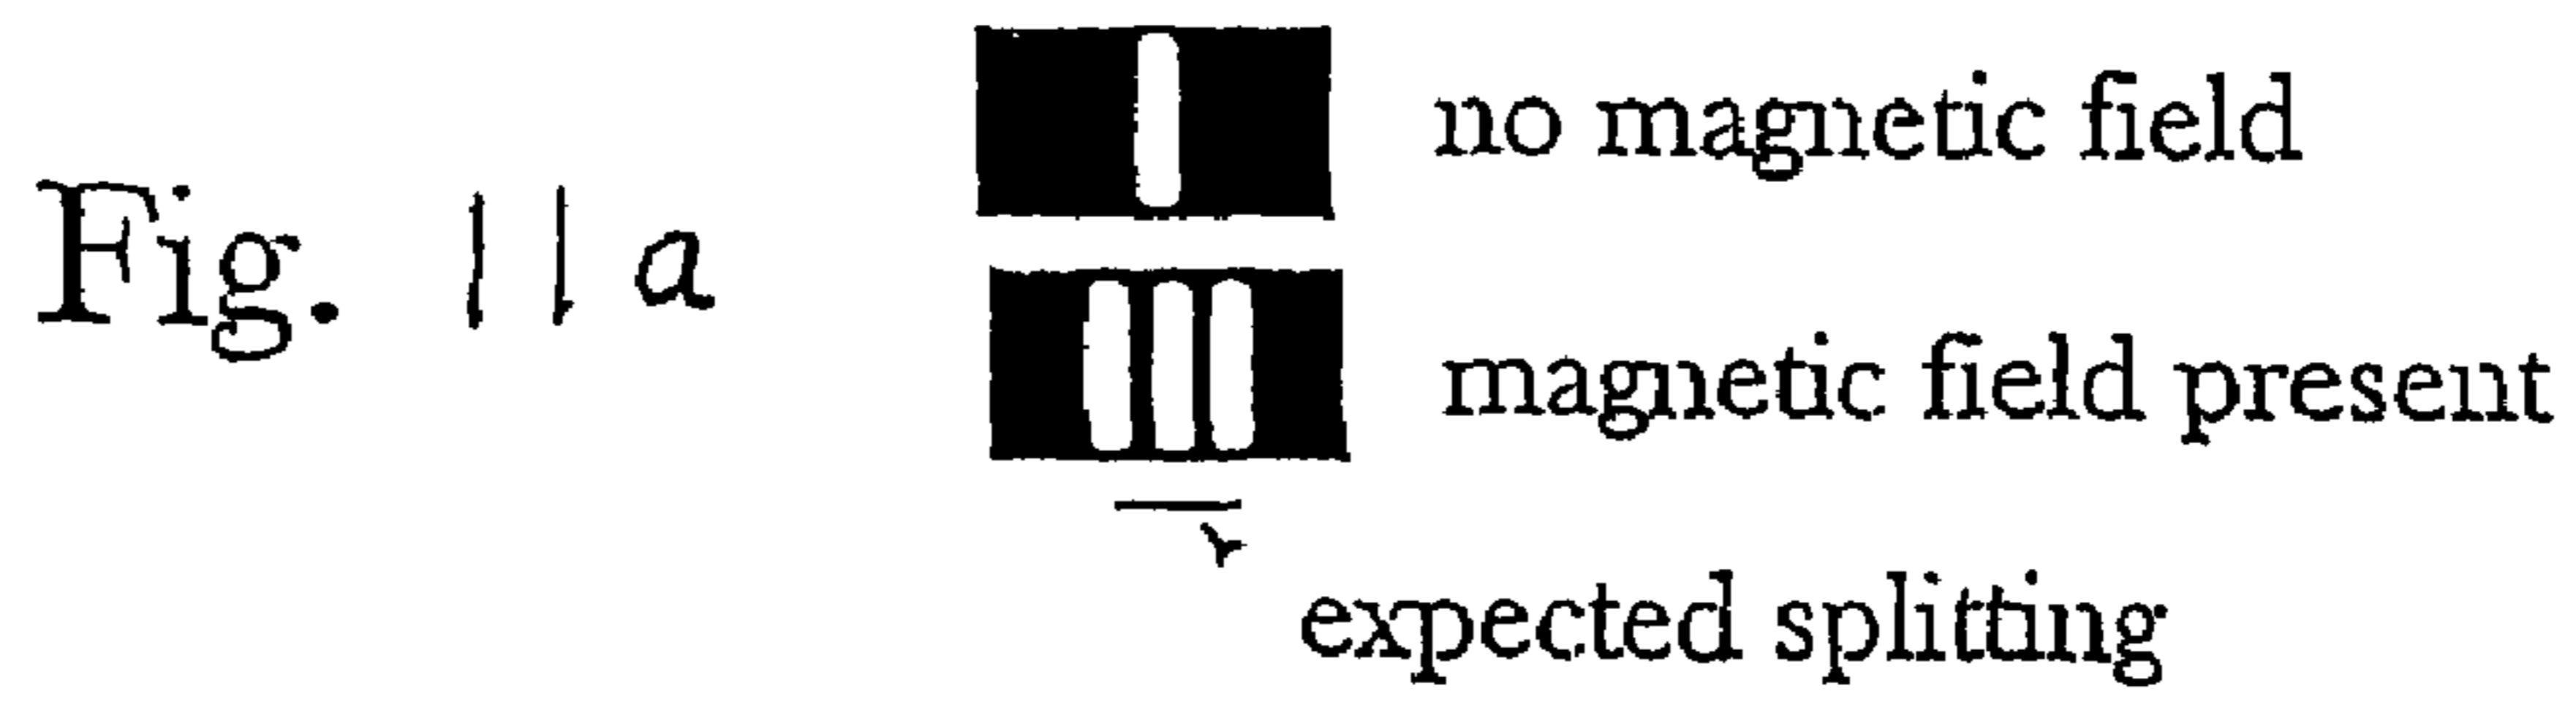 no magnetic field
Fig. 11a
magnetic field present
expected splitting